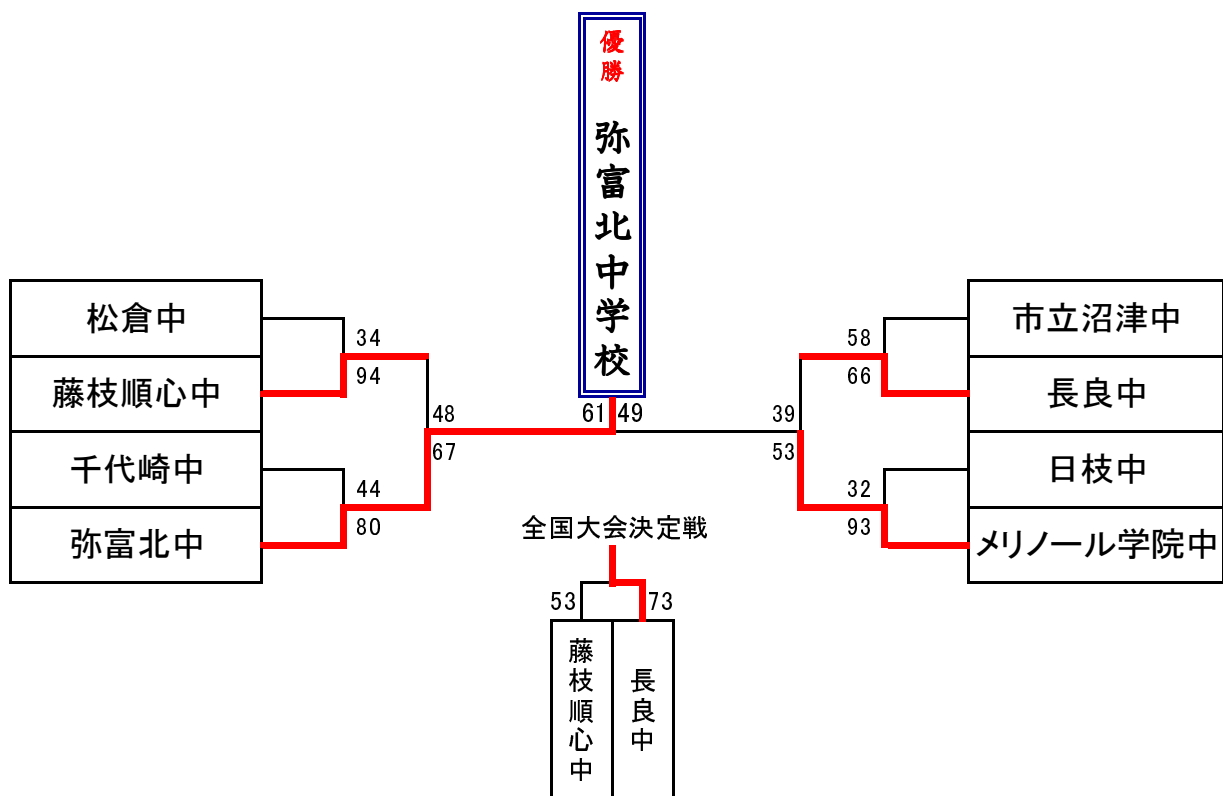 優勝 弥富北中学校
松倉中
藤枝順心中
千代崎中
弥富北中
34
94
44
80
48
67
61 49
39
53
58
66
32
93
市立沼津中
長良中
日枝中
メリノール学院中
全国大会決定戦
53 73
藤枝順心中
長良中